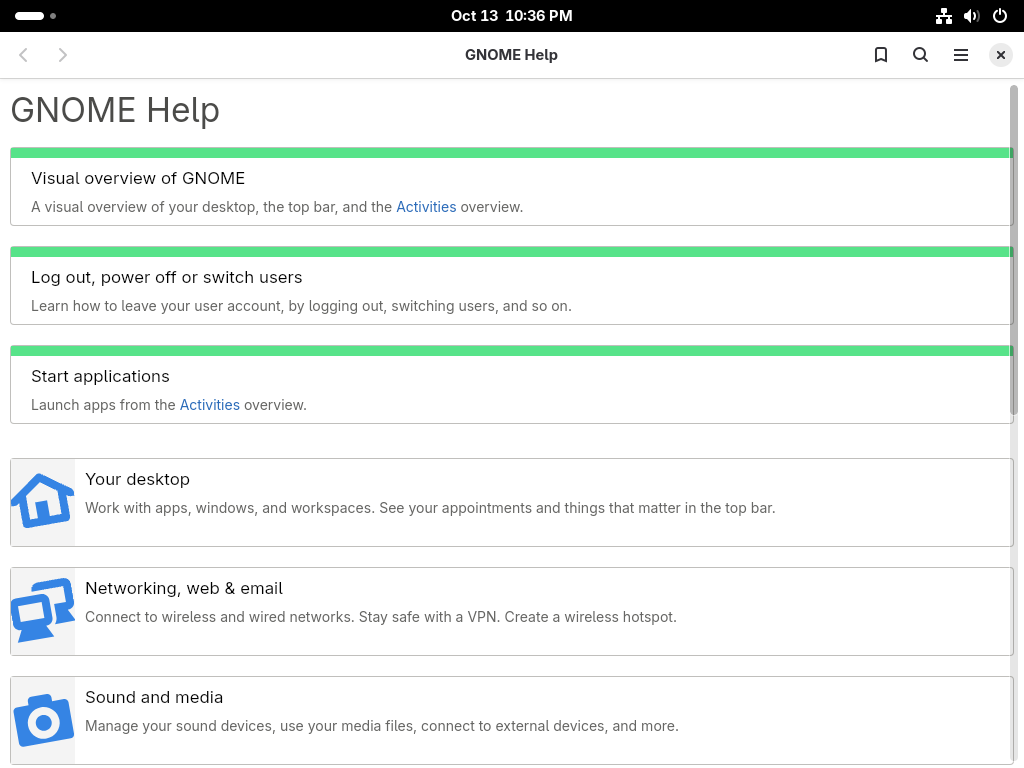 Oct 13 10:36 PM
GNOME Help
GNOME Help
Visual overview of GNOME
A visual overview of your desktop, the top bar, and the Activities overview.
Log out, power off or switch users
Learn how to leave your user account, by logging out, switching users, and so on.
Start applications
Launch apps from the Activities overview.
Your desktop
Work with apps, windows, and workspaces. See your appointments and things that matter in the top bar.
Networking, web & email
Connect to wireless and wired networks. Stay safe with a VPN. Create a wireless hotspot.
Sound and media
Manage your sound devices, use your media files, connect to external devices, and more.